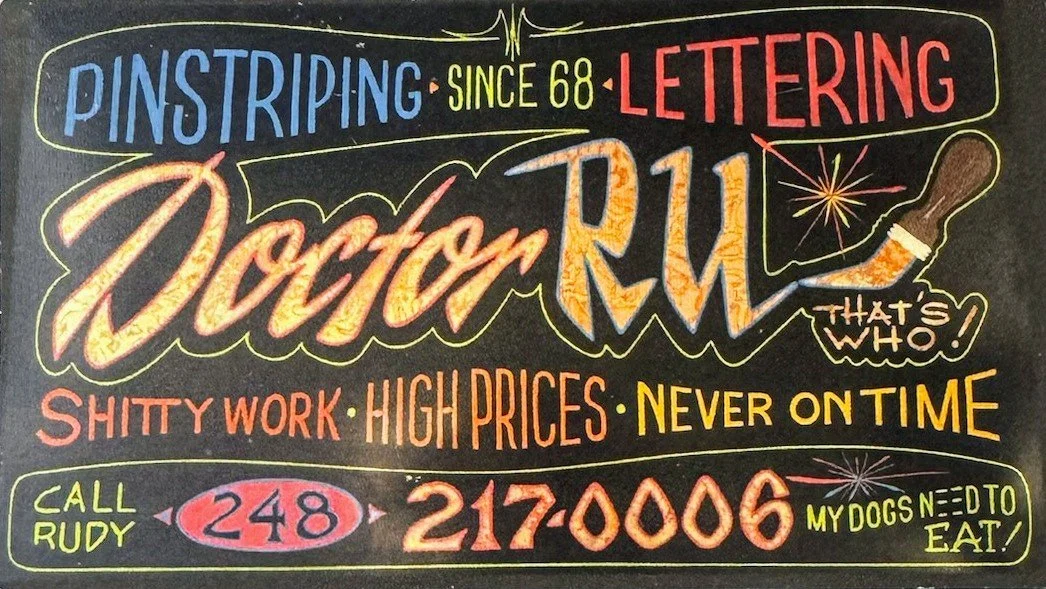 PINSTRIPING · SINCE 68 · LETTERING
Doctor RU
THAT'S
WHO!
SHITTY WORK · HIGH PRICES · NEVER ON TIME
CALL
RUDY
248
217-0006
MY DOGS NEED TO
EAT!